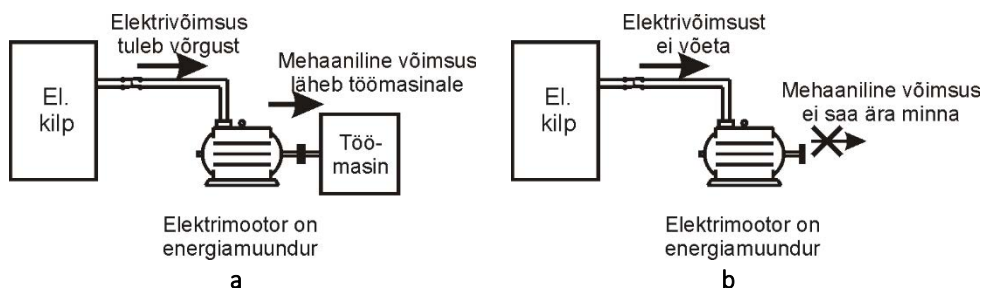 Elektrivõimsus
tuleb võrgust
Mehaaniline võimsus
läheb töömasinale
El.
kilp
Töö-
masin
Elektrimootor on
energiamuundur
a
Elektrivõimsust
ei võeta
Mehaaniline võimsus
ei saa ära minna
El.
kilp
Elektrimootor on
energiamuundur
b